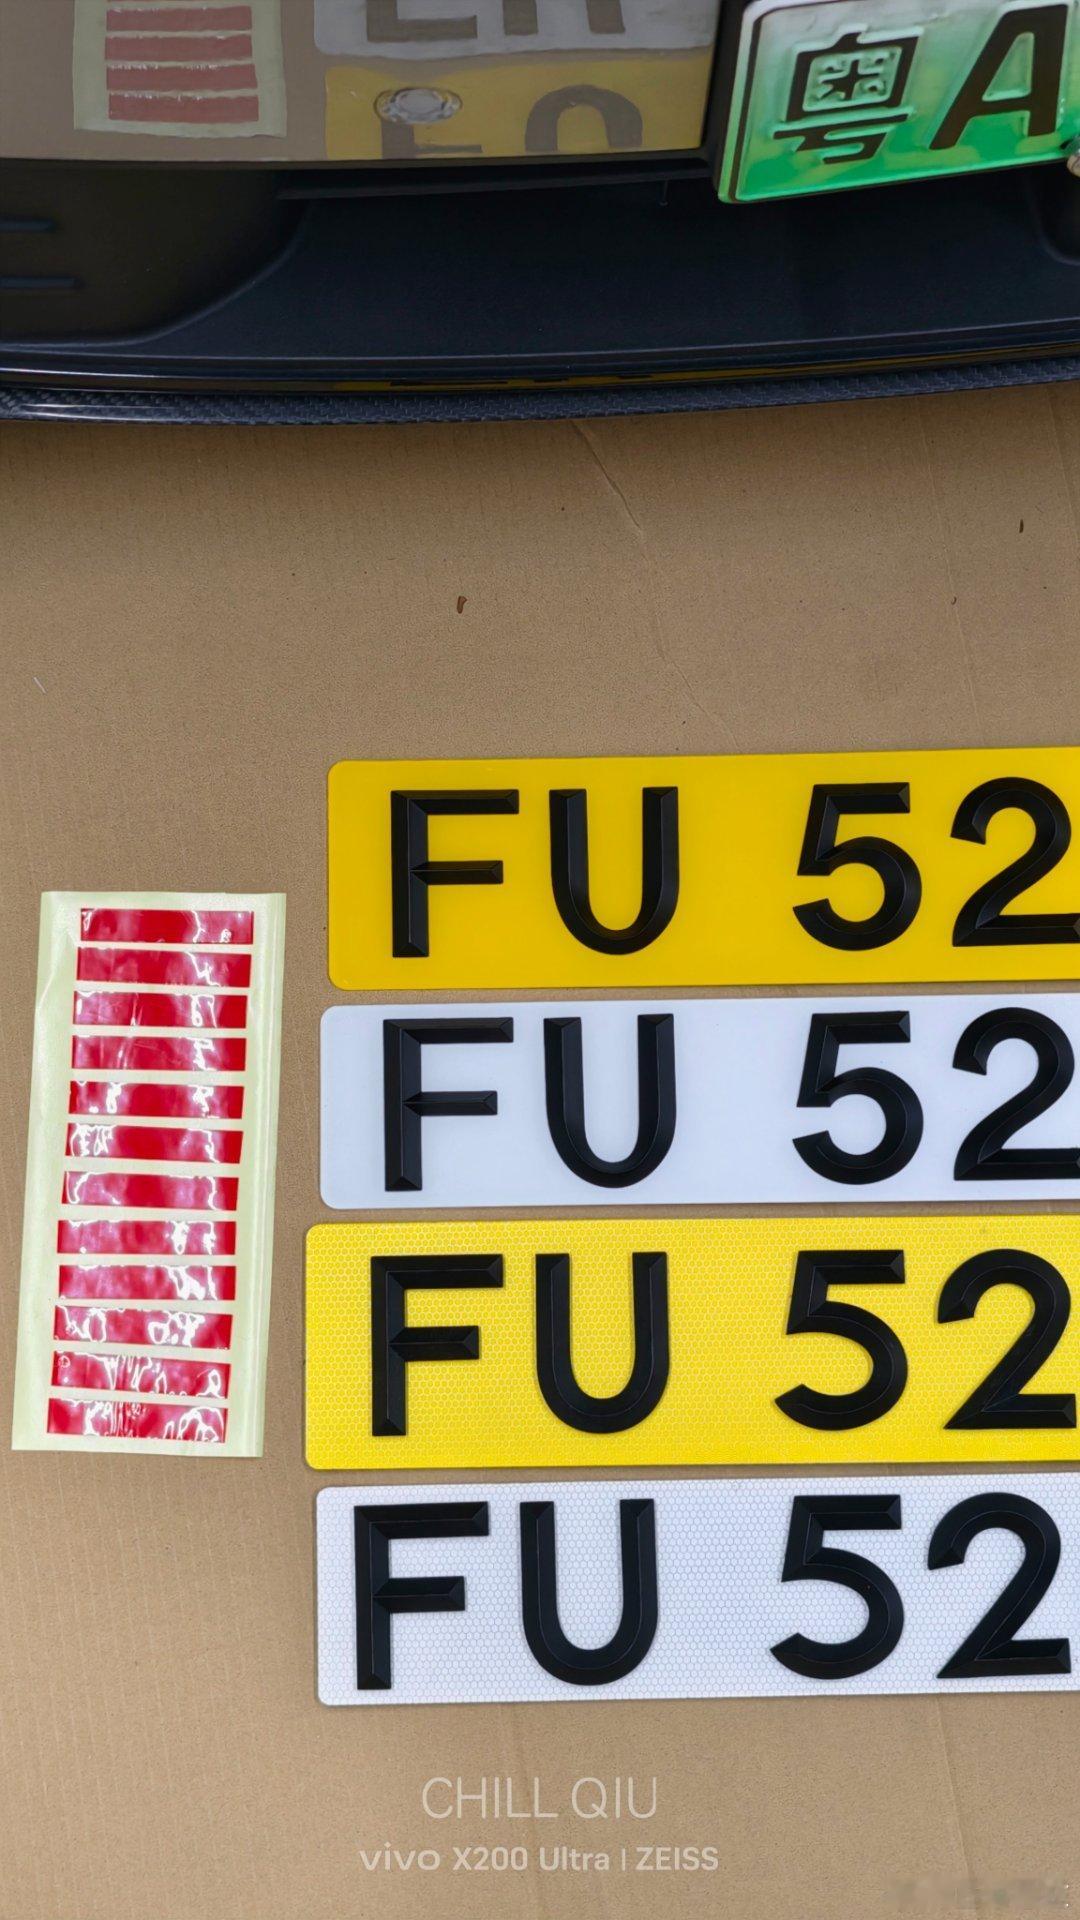 粤A
FU 52
FU 52
FU 52
FU 52
CHILL QIU
vivo X200 Ultra | ZEISS